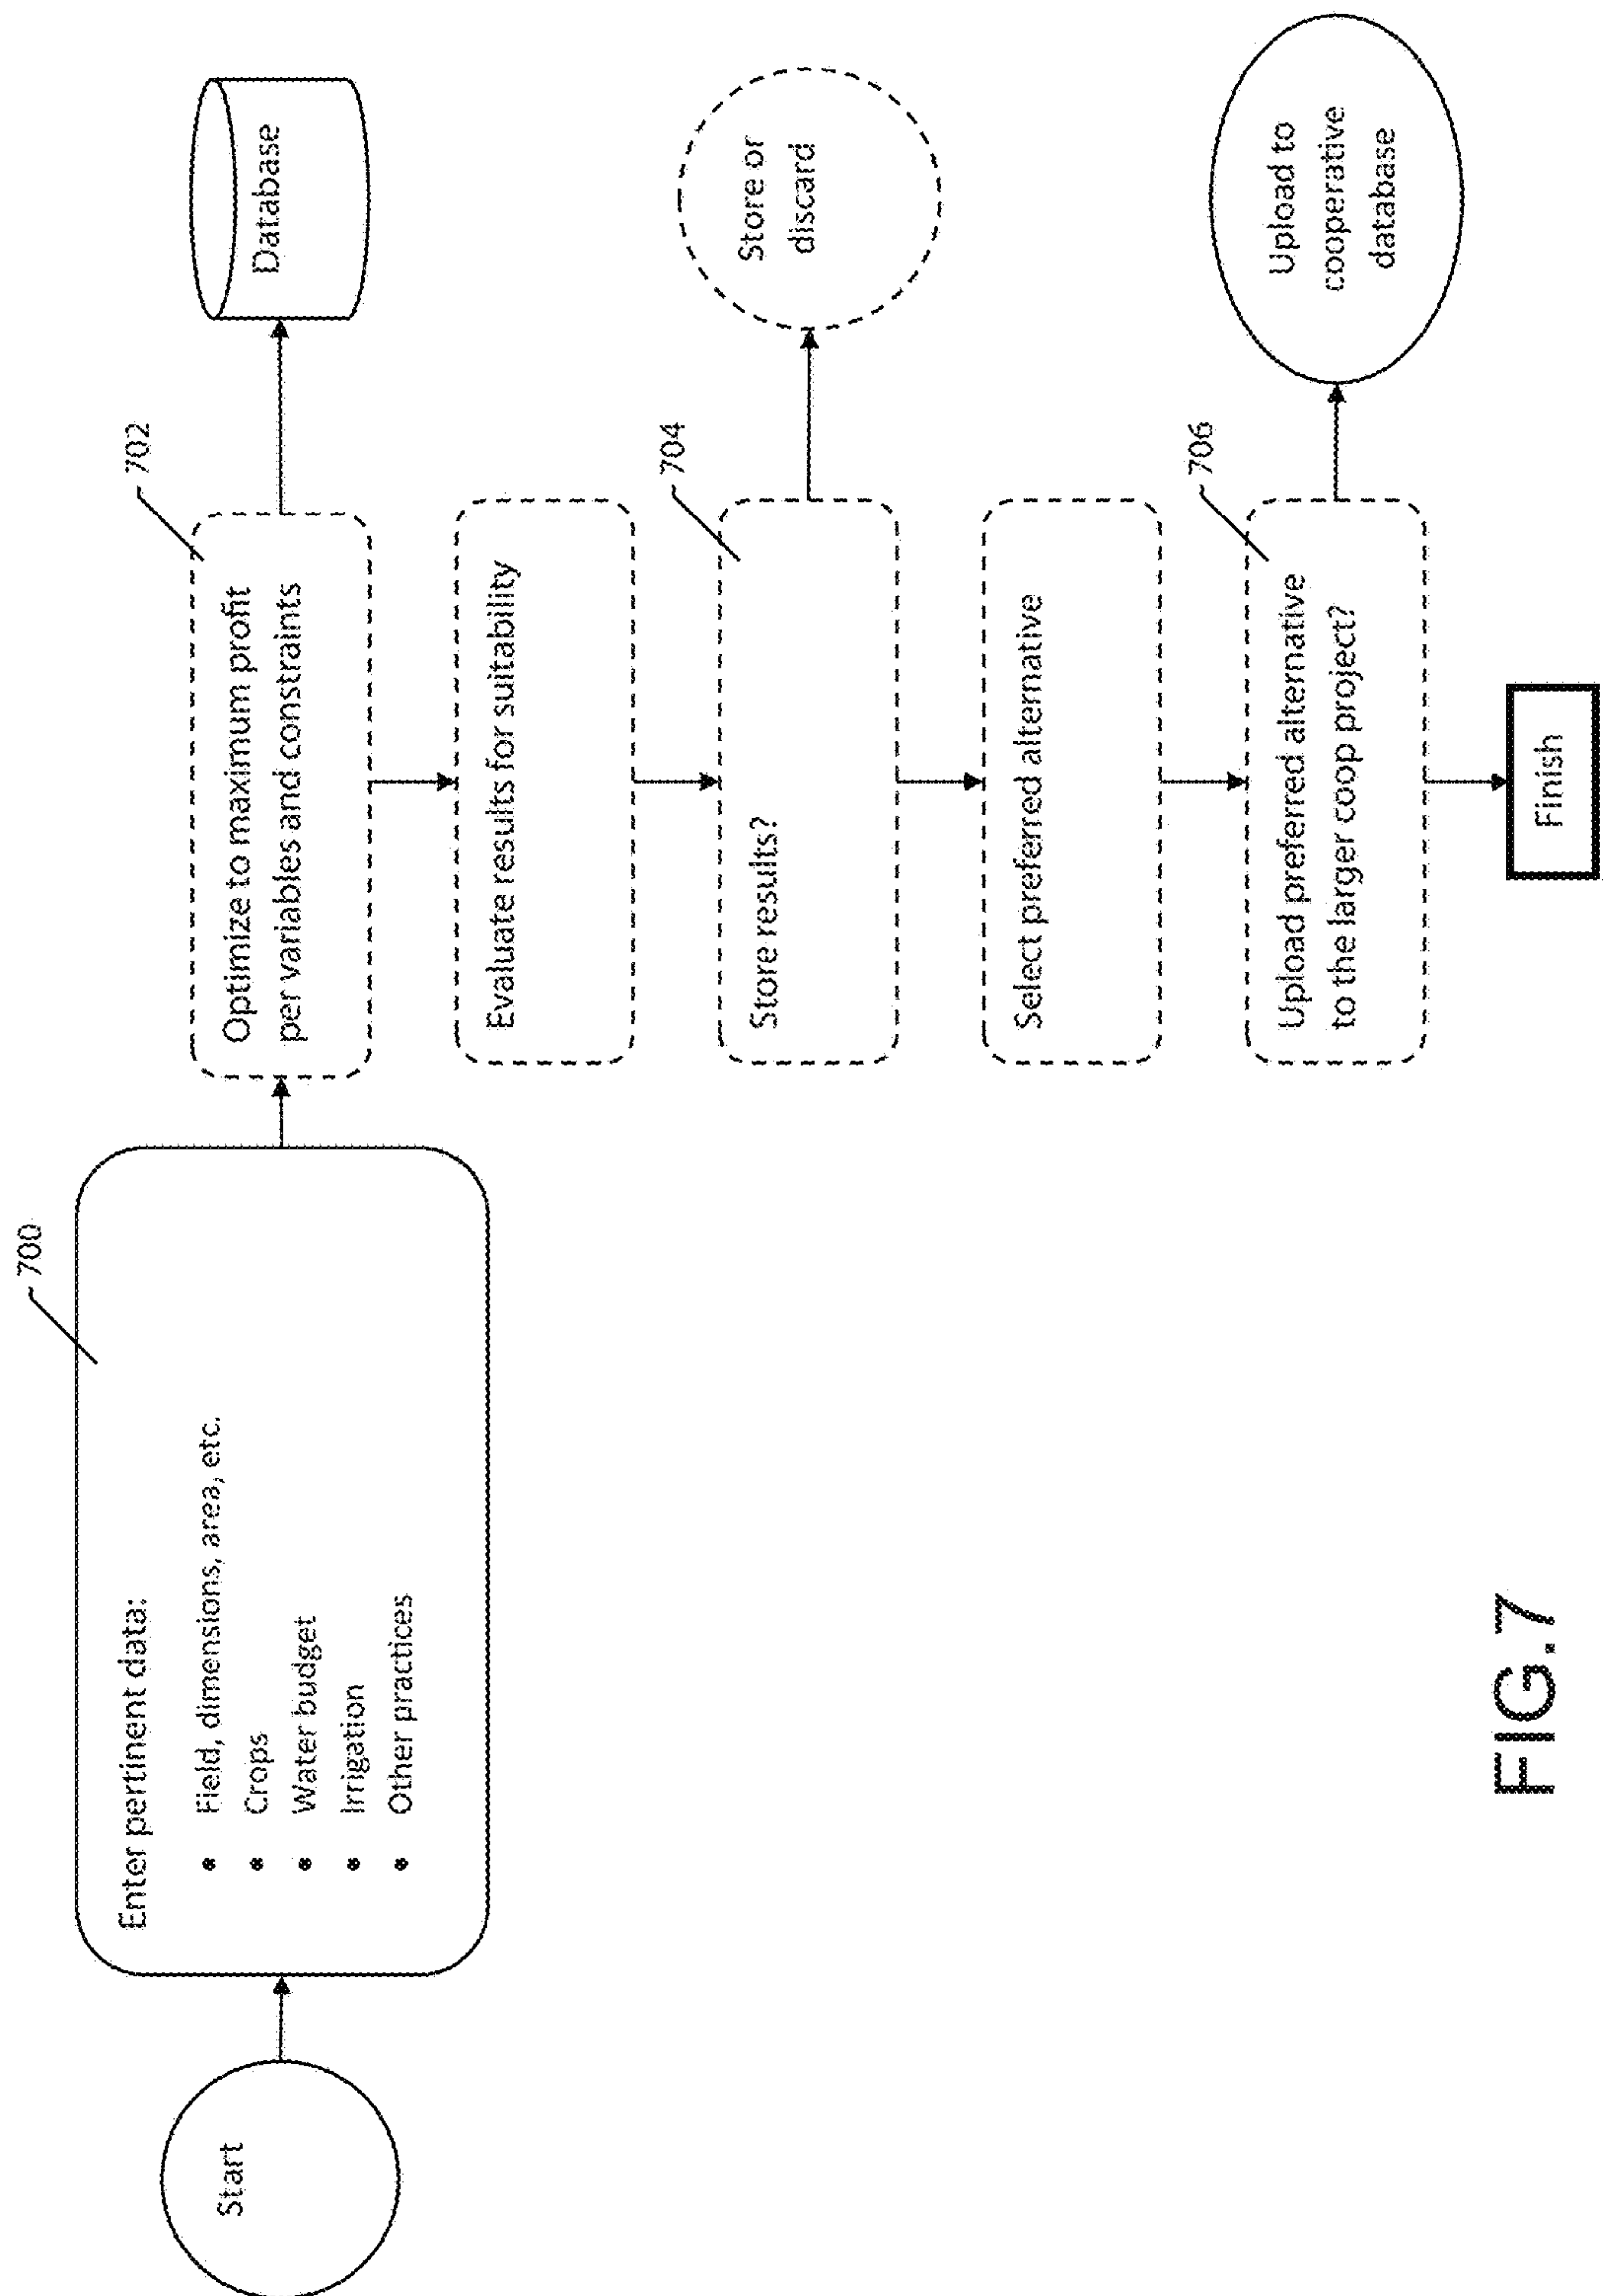 Start
700
Enter pertinent data:
• Field, dimensions, area, etc.
• Crops
• Water budget
• Irrigation
• Other practices
702
Optimize to maximum profit
per variables and constraints
Database
Evaluate results for suitability
704
Store results?
Store or
discard
Select preferred alternative
706
Upload preferred alternative
to the larger coop project?
Upload to
cooperative
database
Finish
FIG.7